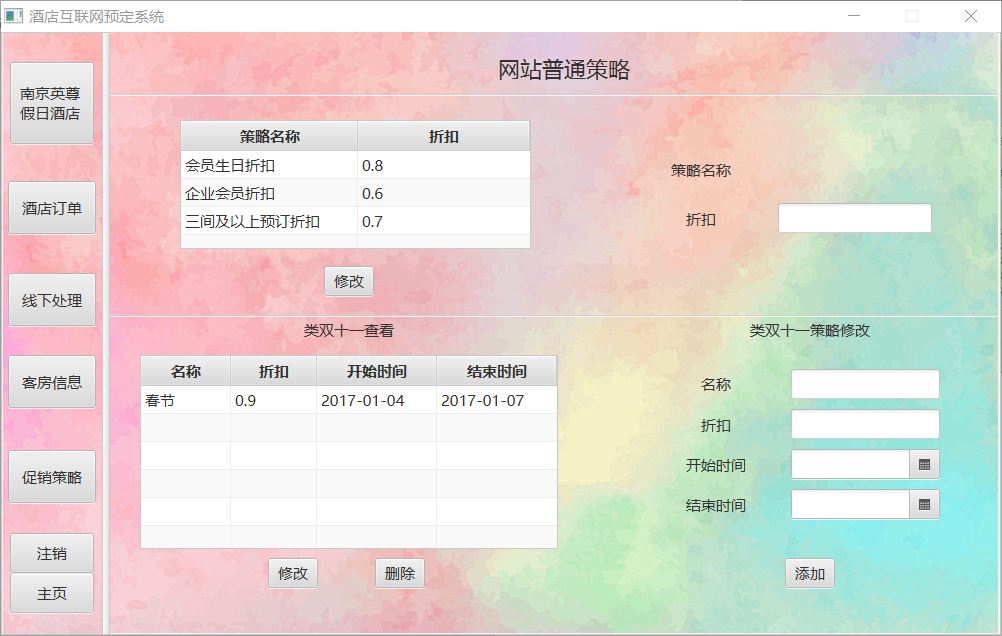 酒店互联网预定系统
南京英尊
假日酒店
酒店订单
线下处理
客房信息
促销策略
注销
主页
网站普通策略
策略名称 折扣
会员生日折扣 0.8
企业会员折扣 0.6
三间及以上预订折扣 0.7
修改
策略名称
折扣
类双十一查看
名称 折扣 开始时间 结束时间
春节 0.9 2017-01-04 2017-01-07
修改 删除
类双十一策略修改
名称
折扣
开始时间
结束时间
添加